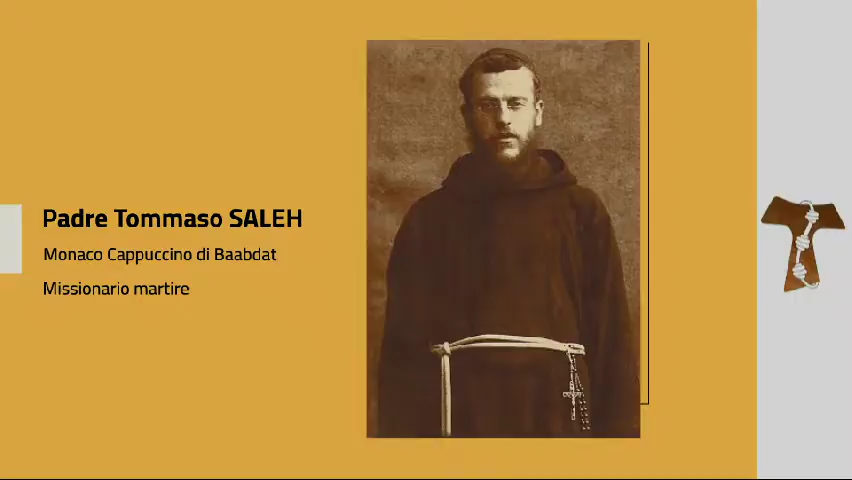 Padre Tommaso SALEH
Monaco Cappuccino di Baabdat
Missionario martire